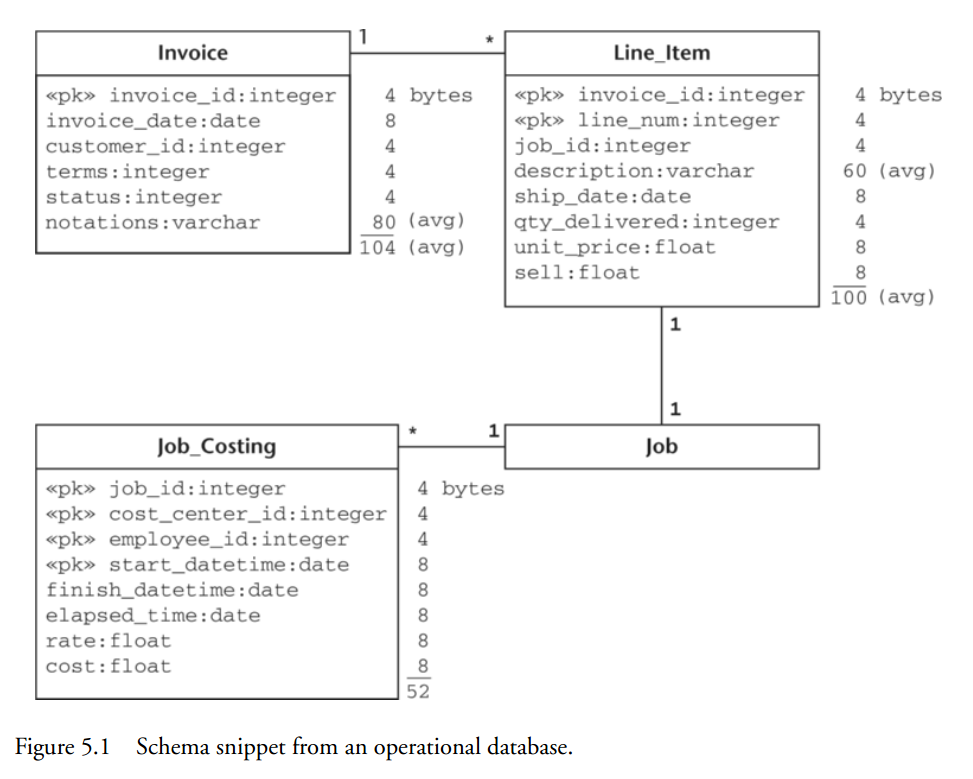 Invoice
1
*
Line_Item
«pk» invoice_id:integer 4 bytes
invoice_date:date 8
customer_id:integer 4
terms:integer 4
status:integer 4
notations:varchar 80 (avg)
104 (avg)
«pk» invoice_id:integer 4 bytes
«pk» line_num:integer 4
job_id:integer 4
description:varchar 60 (avg)
ship_date:date 8
qty_delivered:integer 4
unit_price:float 8
sell:float 8
100 (avg)
1
1
Job_Costing
*
1
Job
«pk» job_id:integer 4 bytes
«pk» cost_center_id:integer 4
«pk» employee_id:integer 4
«pk» start_datetime:date 8
finish_datetime:date 8
elapsed_time:date 8
rate:float 8
cost:float 8
52
Figure 5.1 Schema snippet from an operational database.